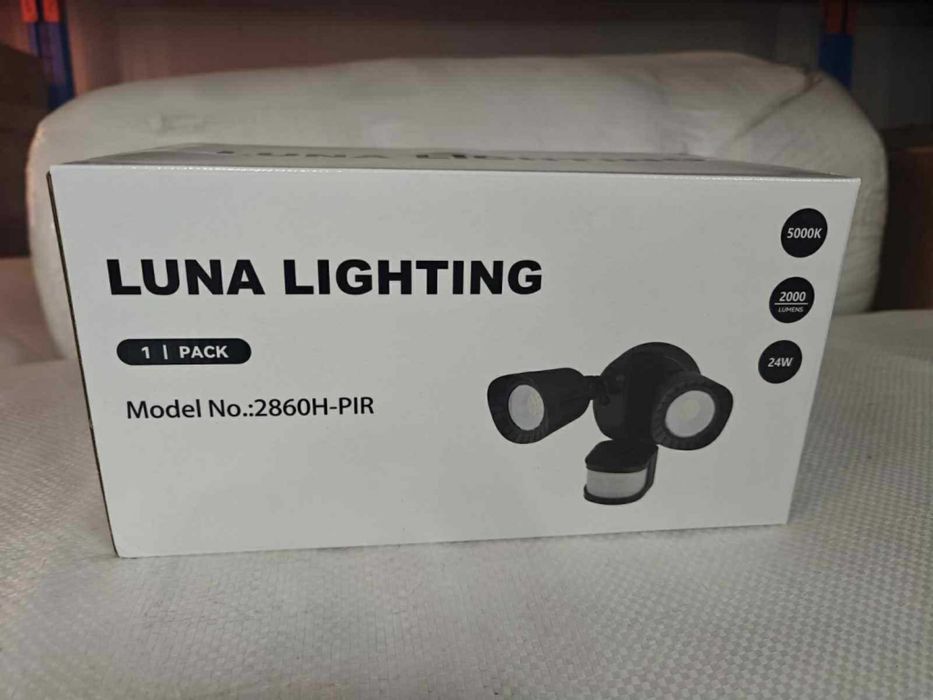 LUNA LIGHTING
1 | PACK
Model No.:2860H-PIR
5000K
2000
LUMENS
24W